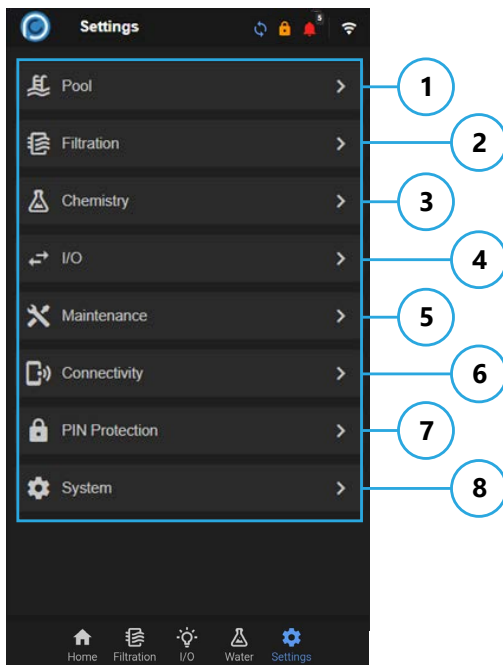 Settings
5
Pool
1
Filtration
2
Chemistry
3
I/O
4
Maintenance
5
Connectivity
6
PIN Protection
7
System
8
Home Filtration I/O Water Settings